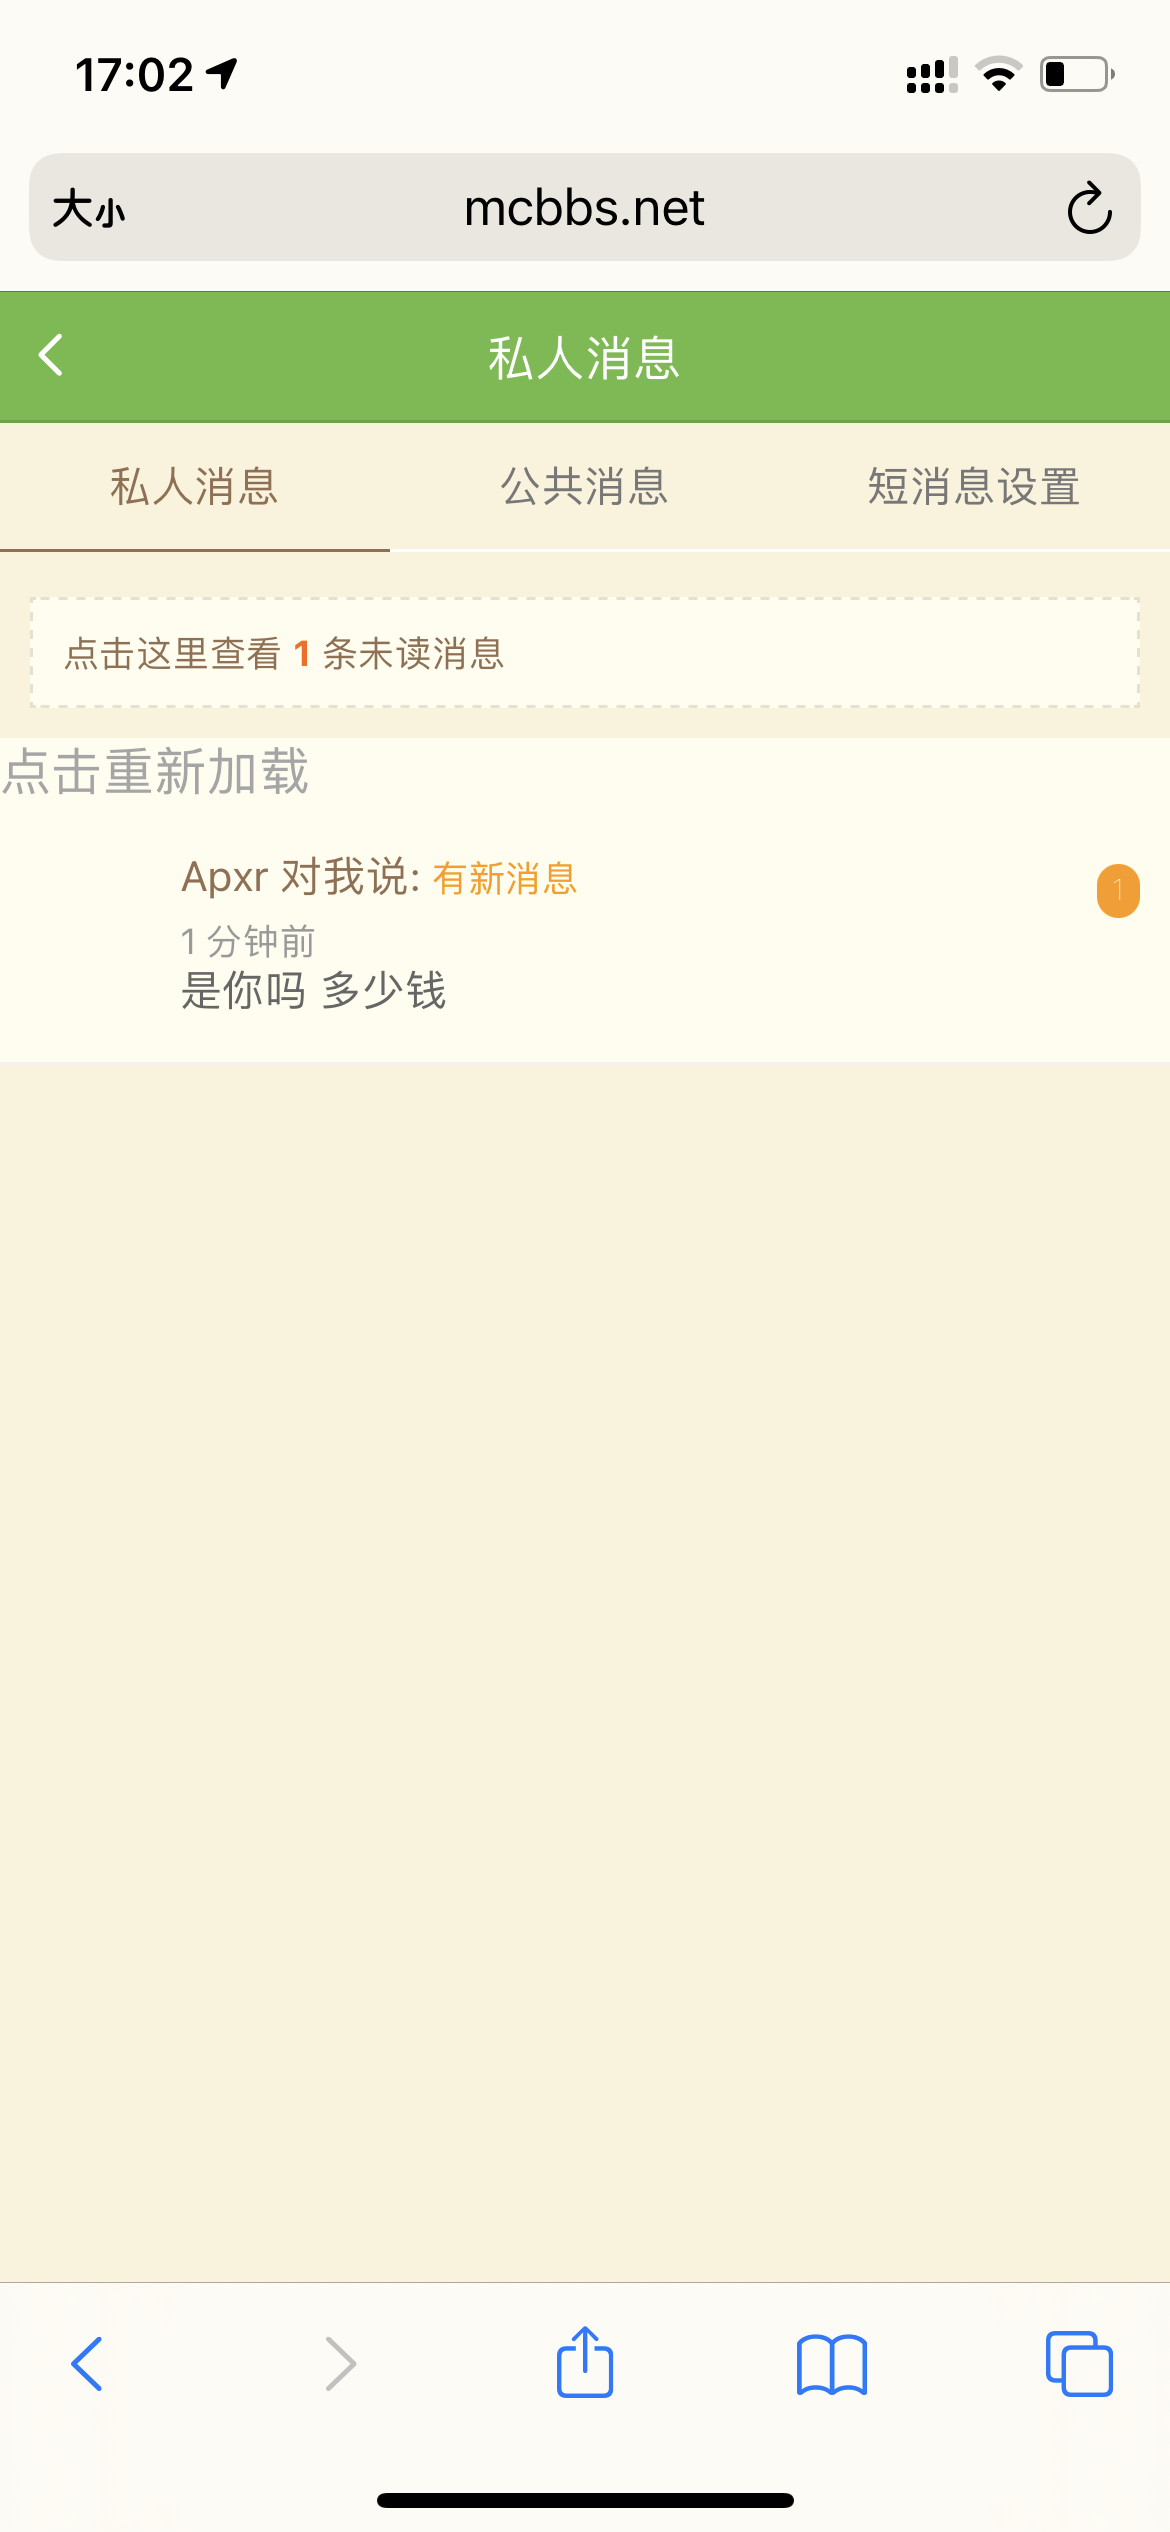 17:02
大小 mcbbs.net
私人消息
私人消息 公共消息 短消息设置
点击这里查看 1 条未读消息
点击重新加载
Apxr 对我说: 有新消息 1
1 分钟前
是你吗 多少钱